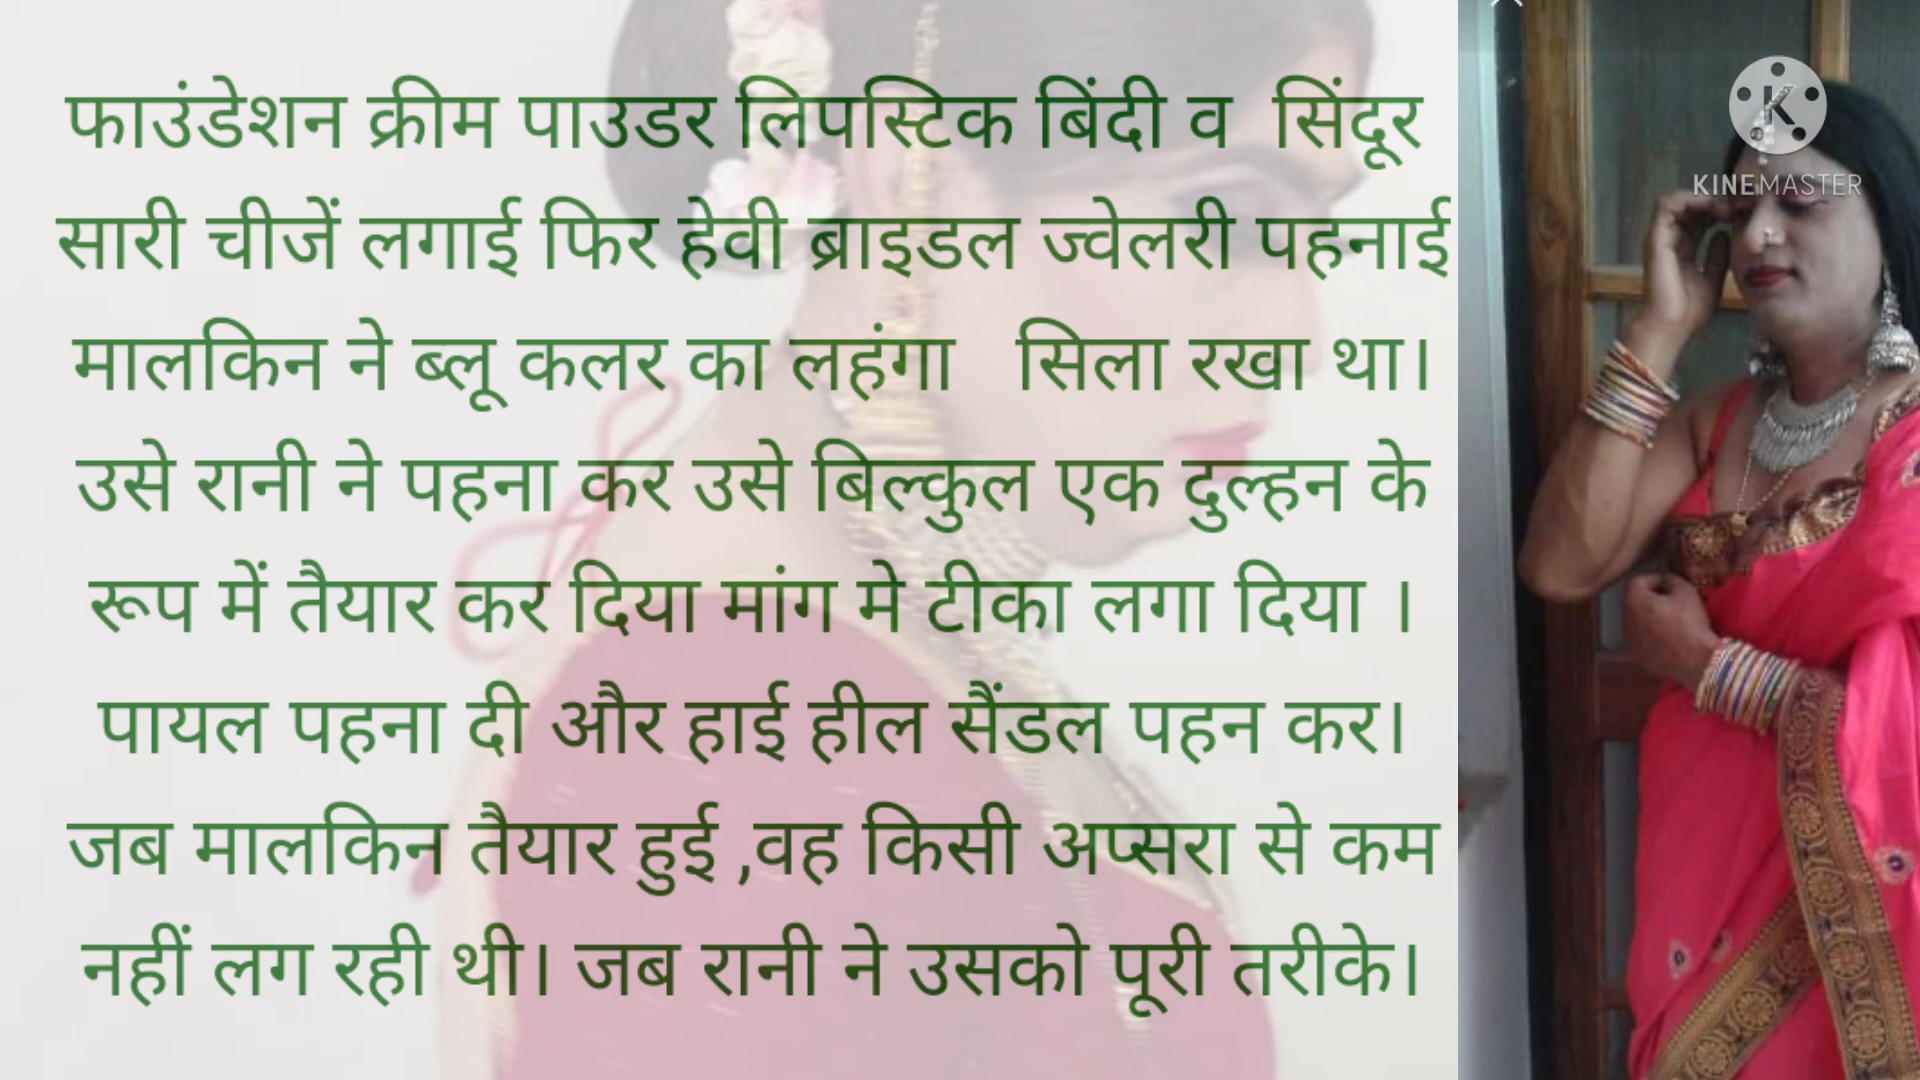 फाउंडेशन क्रीम पाउडर लिपस्टिक बिंदी व सिंदूर
सारी चीजें लगाई फिर हेवी ब्राइडल ज्वेलरी पहनाई
मालकिन ने ब्लू कलर का लहंगा सिला रखा था।
उसे रानी ने पहना कर उसे बिल्कुल एक दुल्हन के
रूप में तैयार कर दिया मांग मे टीका लगा दिया ।
पायल पहना दी और हाई हील सैंडल पहन कर।
जब मालकिन तैयार हुई ,वह किसी अप्सरा से कम
नहीं लग रही थी। जब रानी ने उसको पूरी तरीके।
K
KINEMASTER